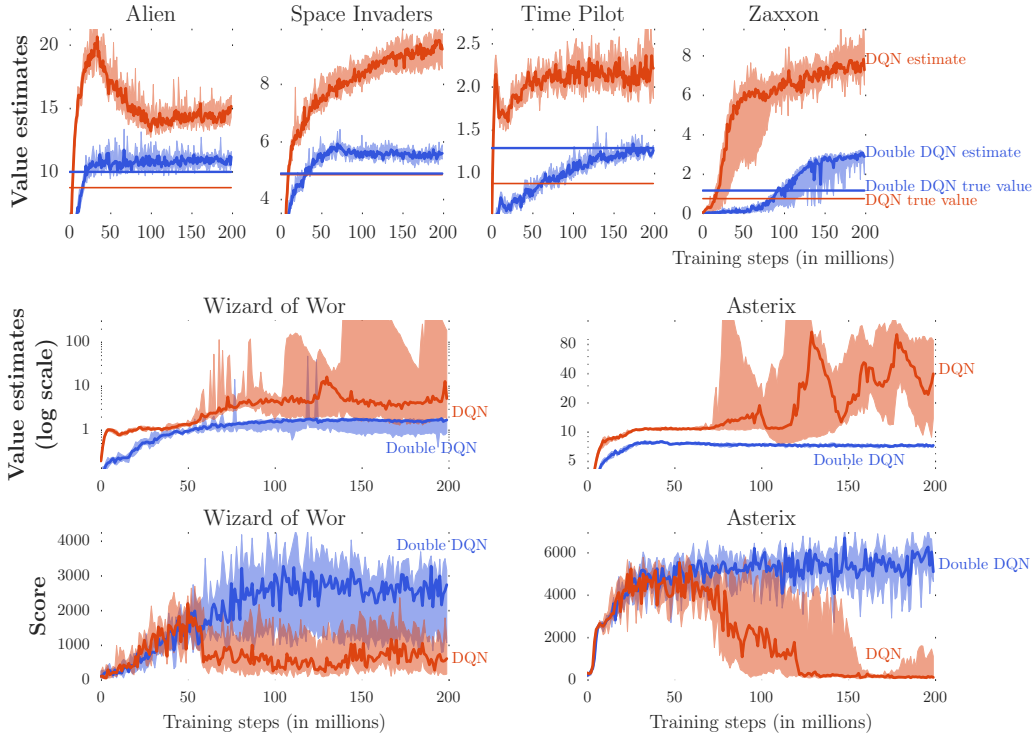 Alien
Space Invaders
Time Pilot
Zaxxon
Value estimates
20
15
10
0 50 100 150 200
8
6
4
0 50 100 150 200
2.5
2.0
1.5
1.0
0 50 100 150 200
8
6
4
2
0
0 50 100 150 200
DQN estimate
Double DQN estimate
Double DQN true value
DQN true value
Training steps (in millions)
Wizard of Wor
Asterix
Value estimates
(log scale)
100
10
1
DQN
Double DQN
0 50 100 150 200
80
40
20
10
5
DQN
Double DQN
0 50 100 150 200
Wizard of Wor
Asterix
Score
4000
3000
2000
1000
0
Double DQN
DQN
0 50 100 150 200
Training steps (in millions)
6000
4000
2000
0
Double DQN
DQN
0 50 100 150 200
Training steps (in millions)